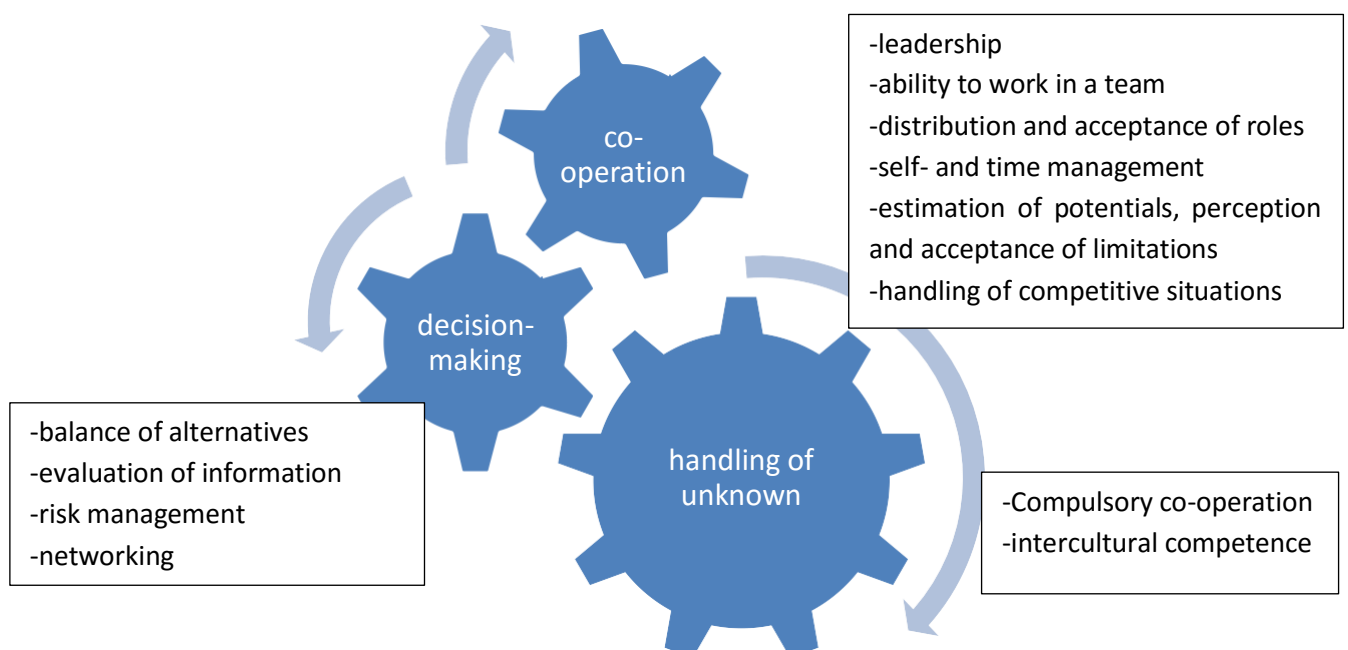 co-
operation
-leadership
-ability to work in a team
-distribution and acceptance of roles
-self- and time management
-estimation of potentials, perception
and acceptance of limitations
-handling of competitive situations
decision-
making
-balance of alternatives
-evaluation of information
-risk management
-networking
handling of
unknown
-Compulsory co-operation
-intercultural competence